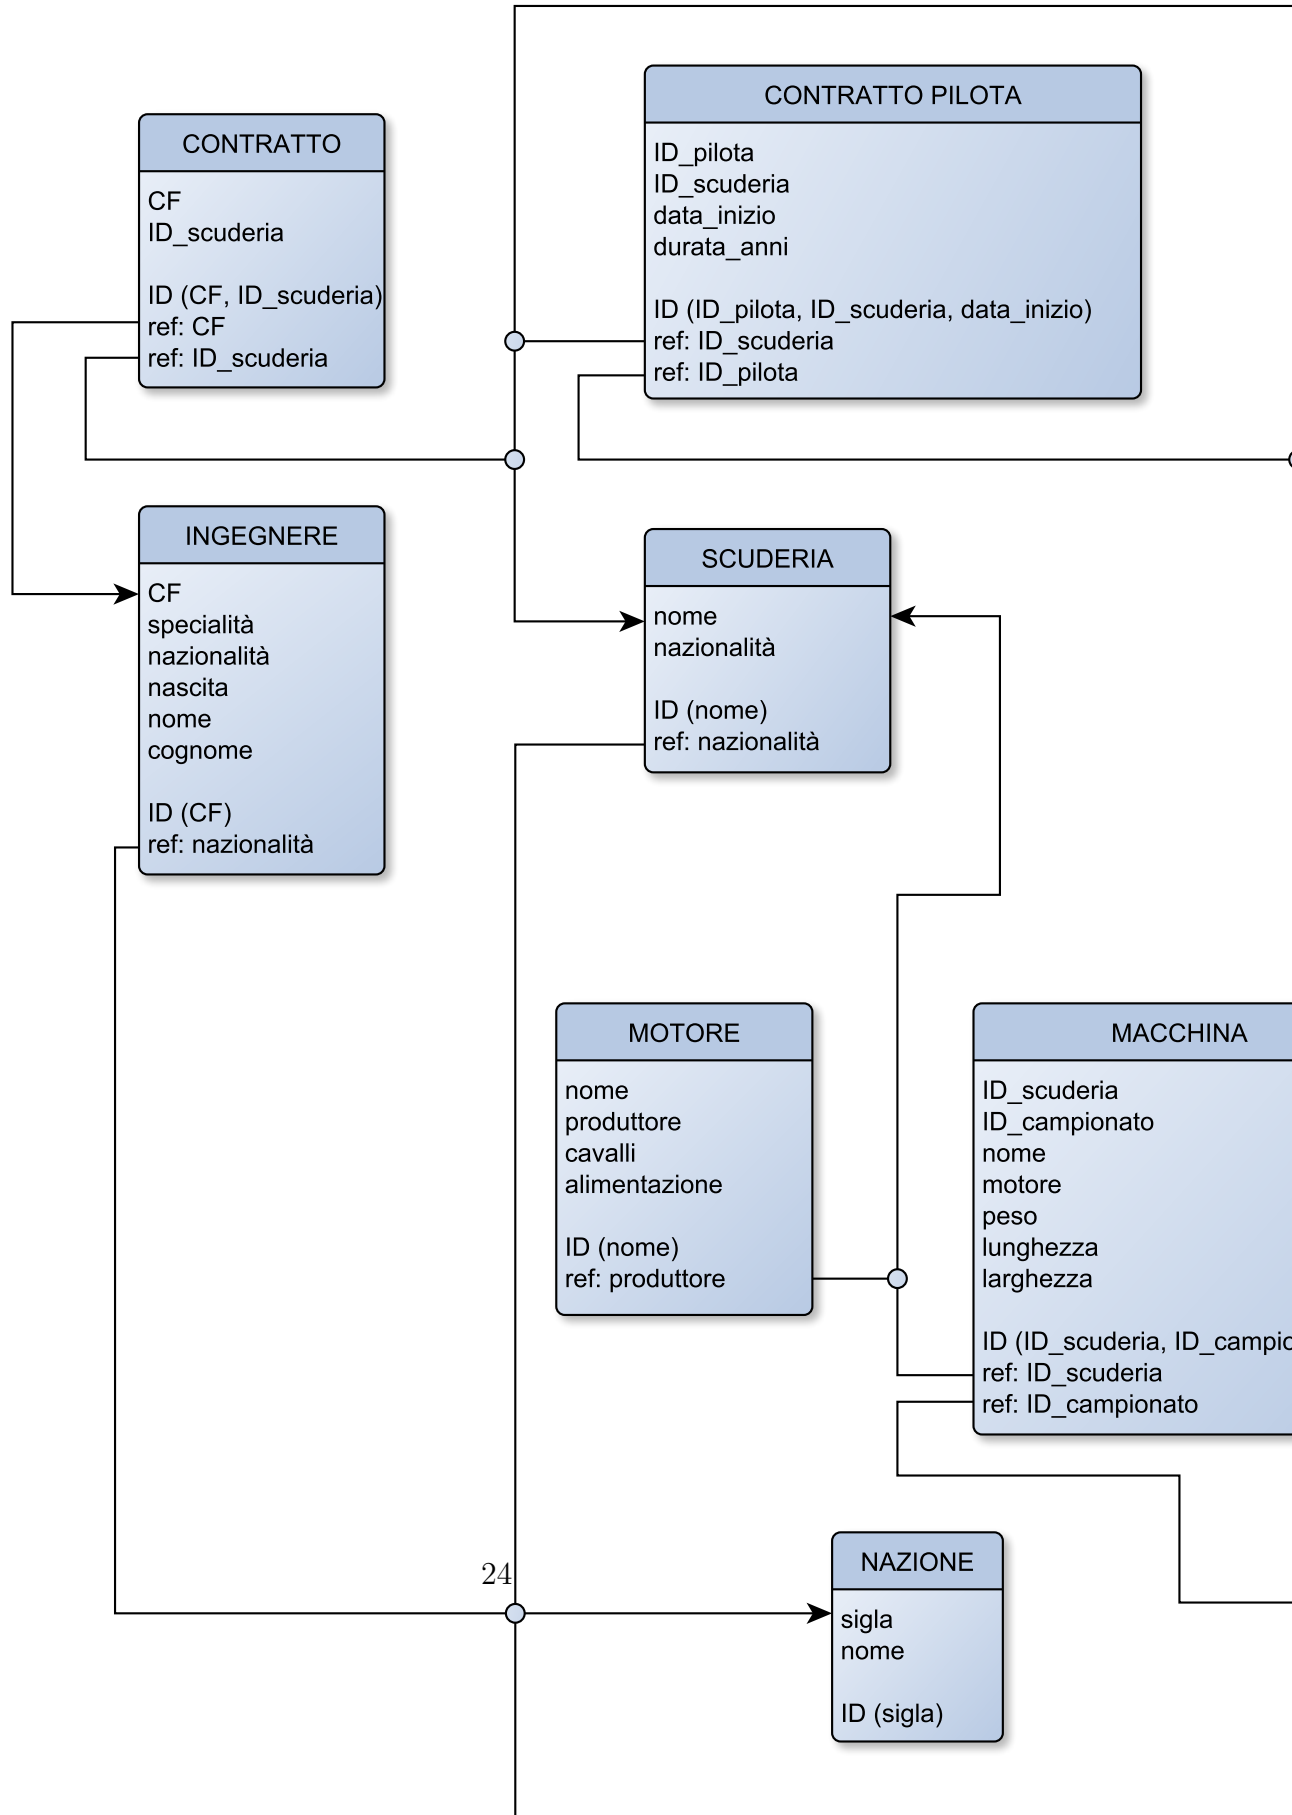 CONTRATTO PILOTA
ID_pilota
ID_scuderia
data_inizio
durata_anni
ID (ID_pilota, ID_scuderia, data_inizio)
ref: ID_scuderia
ref: ID_pilota
CONTRATTO
CF
ID_scuderia
ID (CF, ID_scuderia)
ref: CF
ref: ID_scuderia
INGEGNERE
CF
specialità
nazionalità
nascita
nome
cognome
ID (CF)
ref: nazionalità
SCUDERIA
nome
nazionalità
ID (nome)
ref: nazionalità
MOTORE
nome
produttore
cavalli
alimentazione
ID (nome)
ref: produttore
MACCHINA
ID_scuderia
ID_campionato
nome
motore
peso
lunghezza
larghezza
ID (ID_scuderia, ID_campio
ref: ID_scuderia
ref: ID_campionato
24
NAZIONE
sigla
nome
ID (sigla)